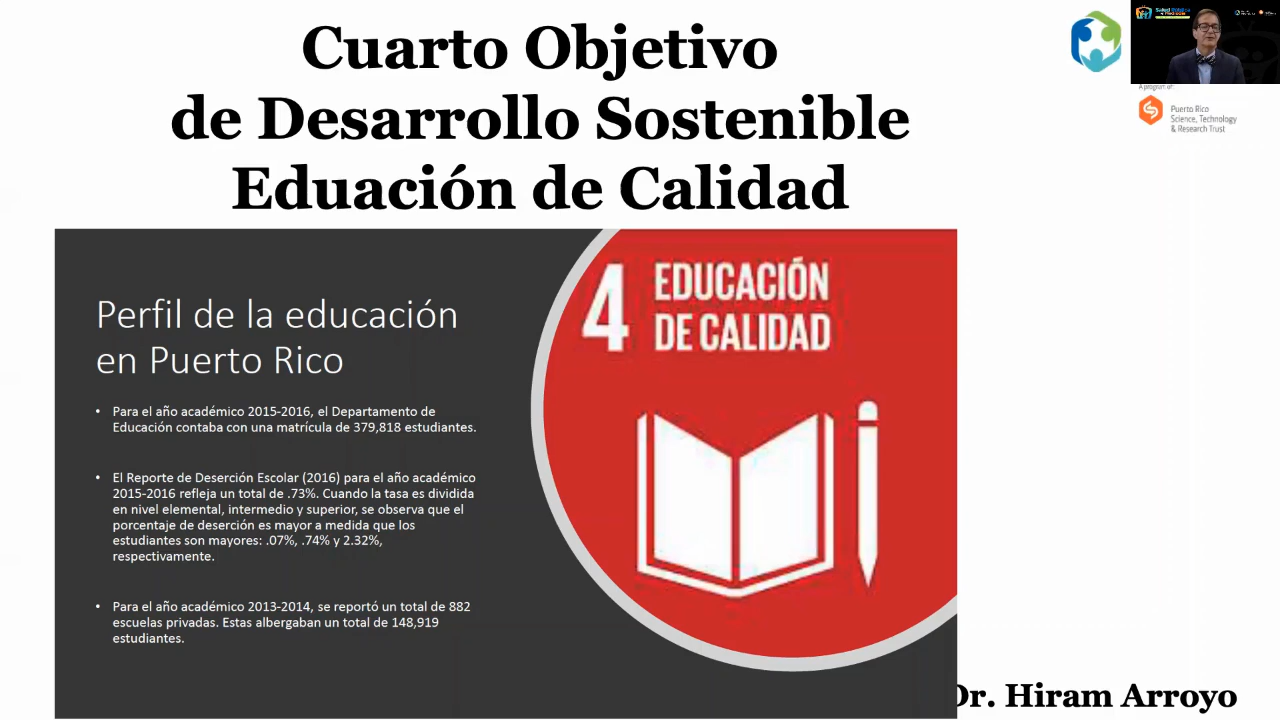 Cuarto Objetivo
de Desarrollo Sostenible
Eduación de Calidad
A program of:
Puerto Rico
Science, Technology
& Research Trust
Perfil de la educación
en Puerto Rico
• Para el año académico 2015-2016, el Departamento de
Educación contaba con una matrícula de 379,818 estudiantes.
• El Reporte de Deserción Escolar (2016) para el año académico
2015-2016 refleja un total de .73%. Cuando la tasa es dividida
en nivel elemental, intermedio y superior, se observa que el
porcentaje de deserción es mayor a medida que los
estudiantes son mayores: .07%, .74% y 2.32%,
respectivamente.
• Para el año académico 2013-2014, se reportó un total de 882
escuelas privadas. Estas albergaban un total de 148,919
estudiantes.
4 EDUCACIÓN
DE CALIDAD
Dr. Hiram Arroyo